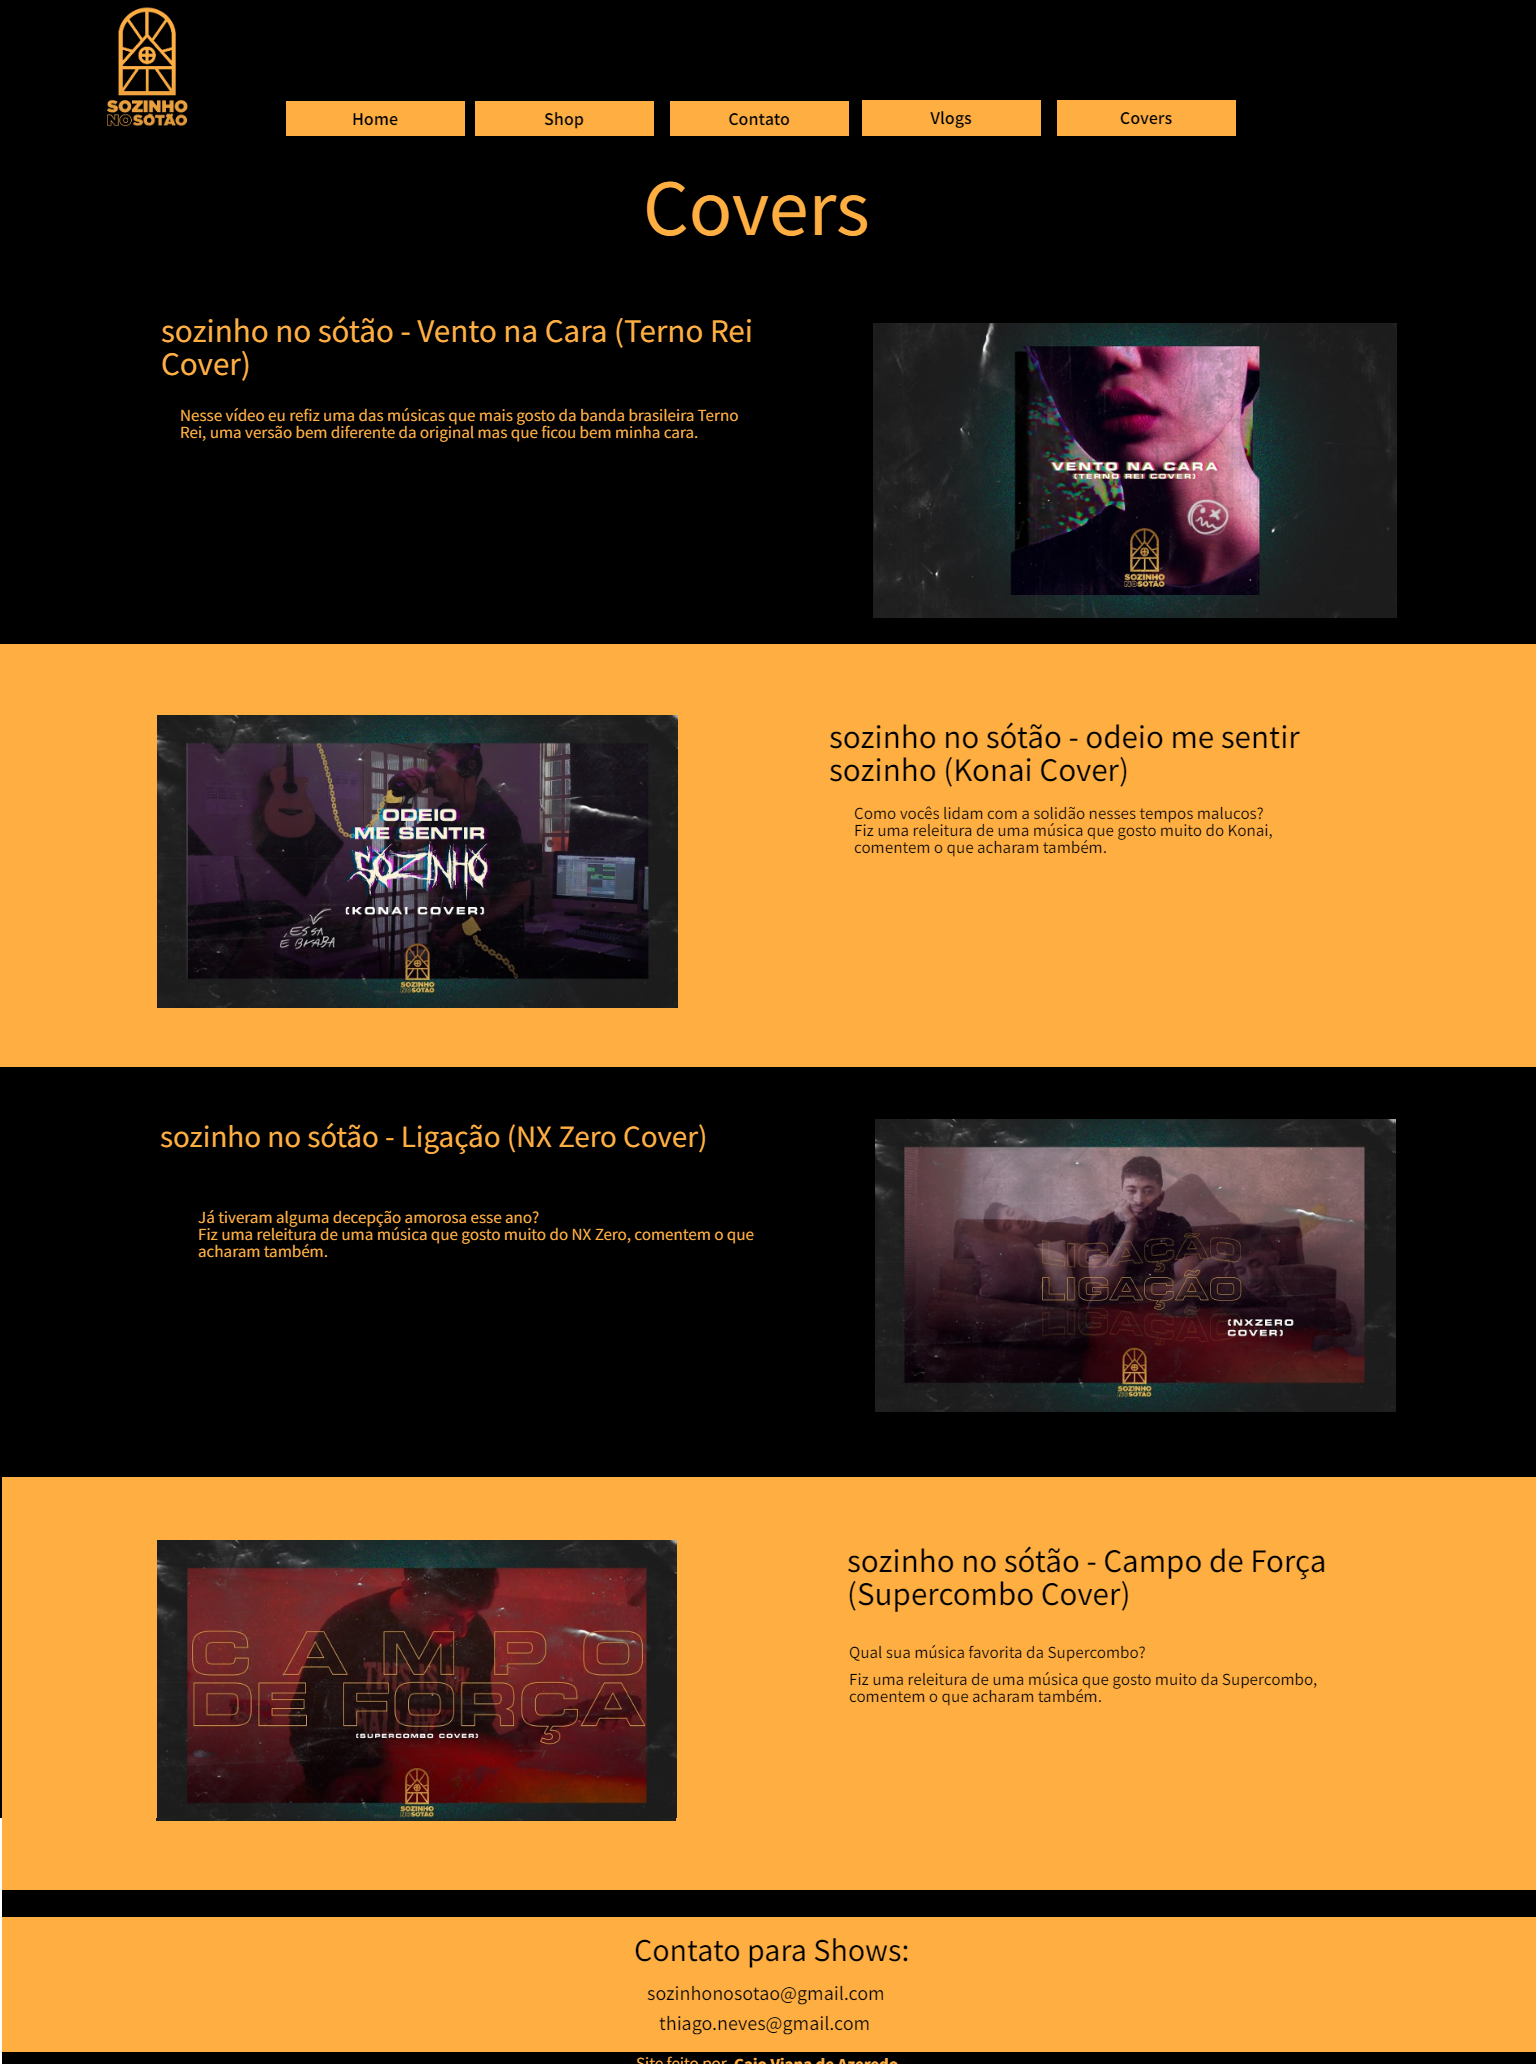 SOZINHO
NO SÓTÃO
Home
Shop
Contato
Vlogs
Covers
Covers
sozinho no sótão - Vento na Cara (Terno Rei
Cover)
Nesse vídeo eu refiz uma das músicas que mais gosto da banda brasileira Terno
Rei, uma versão bem diferente da original mas que ficou bem minha cara.
VENTO NA CARA
(TERNO REI COVER)
SOZINHO
NO SÓTÃO
ODEIO
ME SENTIR
SOZINHO
(KONAI COVER)
ESSA
É BRABA
SOZINHO
NO SÓTÃO
sozinho no sótão - odeio me sentir
sozinho (Konai Cover)
Como vocês lidam com a solidão nesses tempos malucos?
Fiz uma releitura de uma música que gosto muito do Konai,
comentem o que acharam também.
sozinho no sótão - Ligação (NX Zero Cover)
Já tiveram alguma decepção amorosa esse ano?
Fiz uma releitura de uma música que gosto muito do NX Zero, comentem o que
acharam também.
LIGAÇÃO
LIGAÇÃO
LIGAÇÃO
(NXZERO
COVER)
SOZINHO
NO SÓTÃO
CAMPO
DE FORÇA
(SUPERCOMBO COVER)
SOZINHO
NO SÓTÃO
sozinho no sótão - Campo de Força
(Supercombo Cover)
Qual sua música favorita da Supercombo?
Fiz uma releitura de uma música que gosto muito da Supercombo,
comentem o que acharam também.
Contato para Shows:
sozinhonosotao@gmail.com
thiago.neves@gmail.com
Site feito por Caio Viana de Azeredo